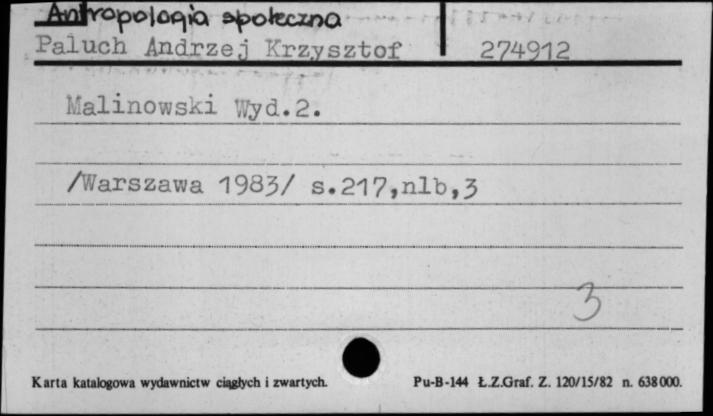 Antropologia społeczna
Paluch Andrzej Krzysztof 274912
Malinowski Wyd.2.
/Warszawa 1983/ s.217,nlb,3
3
Karta katalogowa wydawnictw ciągłych i zwartych. Pu-B-144 Ł.Z.Graf. Z. 120/15/82 n. 638000.